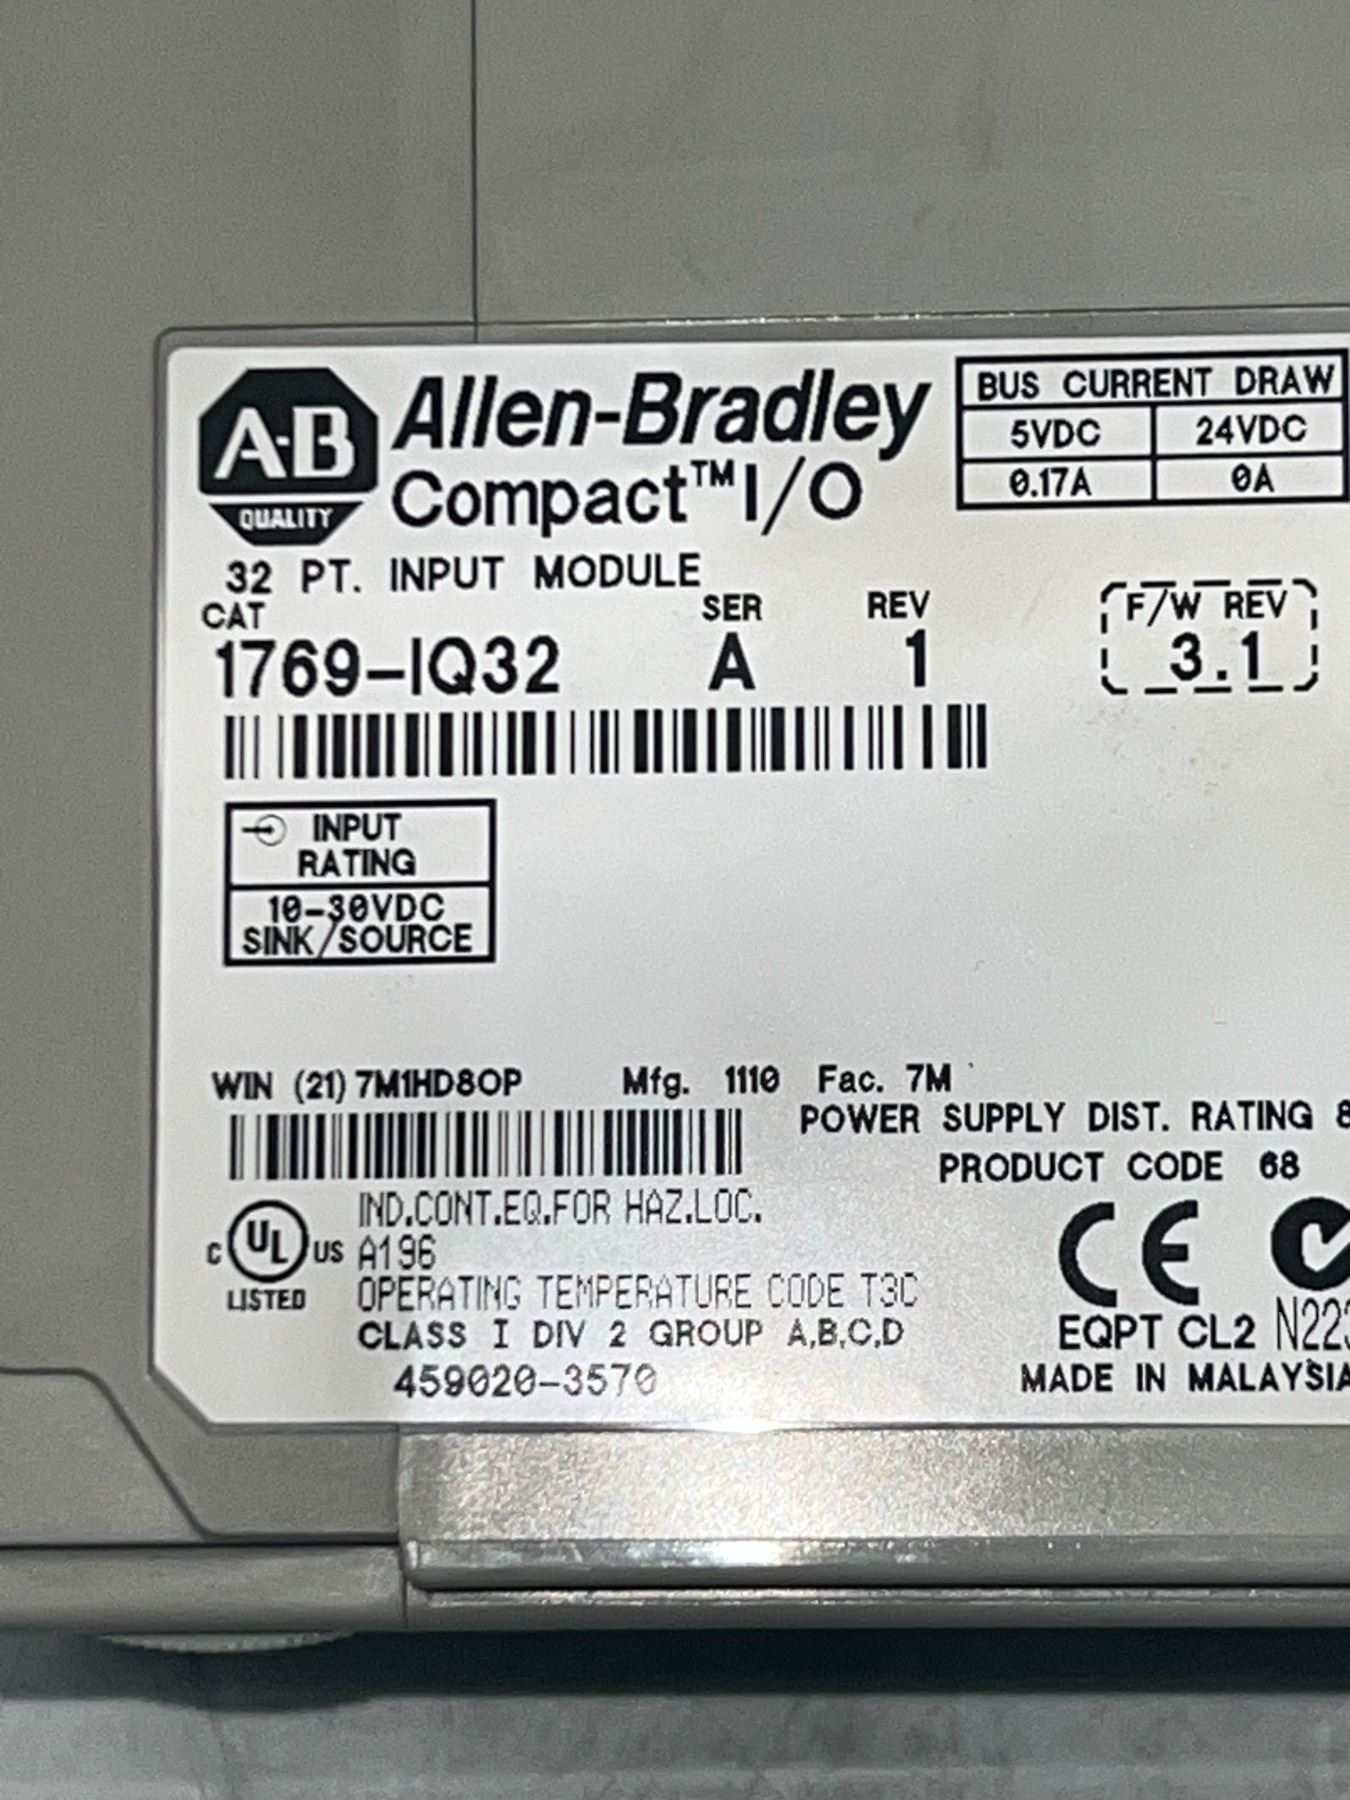 A-B QUALITY
Allen-Bradley
Compact™ I/O
BUS CURRENT DRAW
5VDC 24VDC
0.17A 0A
32 PT. INPUT MODULE
CAT SER REV F/W REV
1769-IQ32 A 1 3.1
INPUT
RATING
10-30VDC
SINK/SOURCE
WIN (21) 7M1HD8OP Mfg. 1110 Fac. 7M
POWER SUPPLY DIST. RATING
PRODUCT CODE 68
C UL US
LISTED
IND.CONT.EQ.FOR HAZ.LOC.
A196
OPERATING TEMPERATURE CODE T3C
CLASS I DIV 2 GROUP A,B,C,D
459020-3570
CE
EQPT CL2 N223
MADE IN MALAYSIA